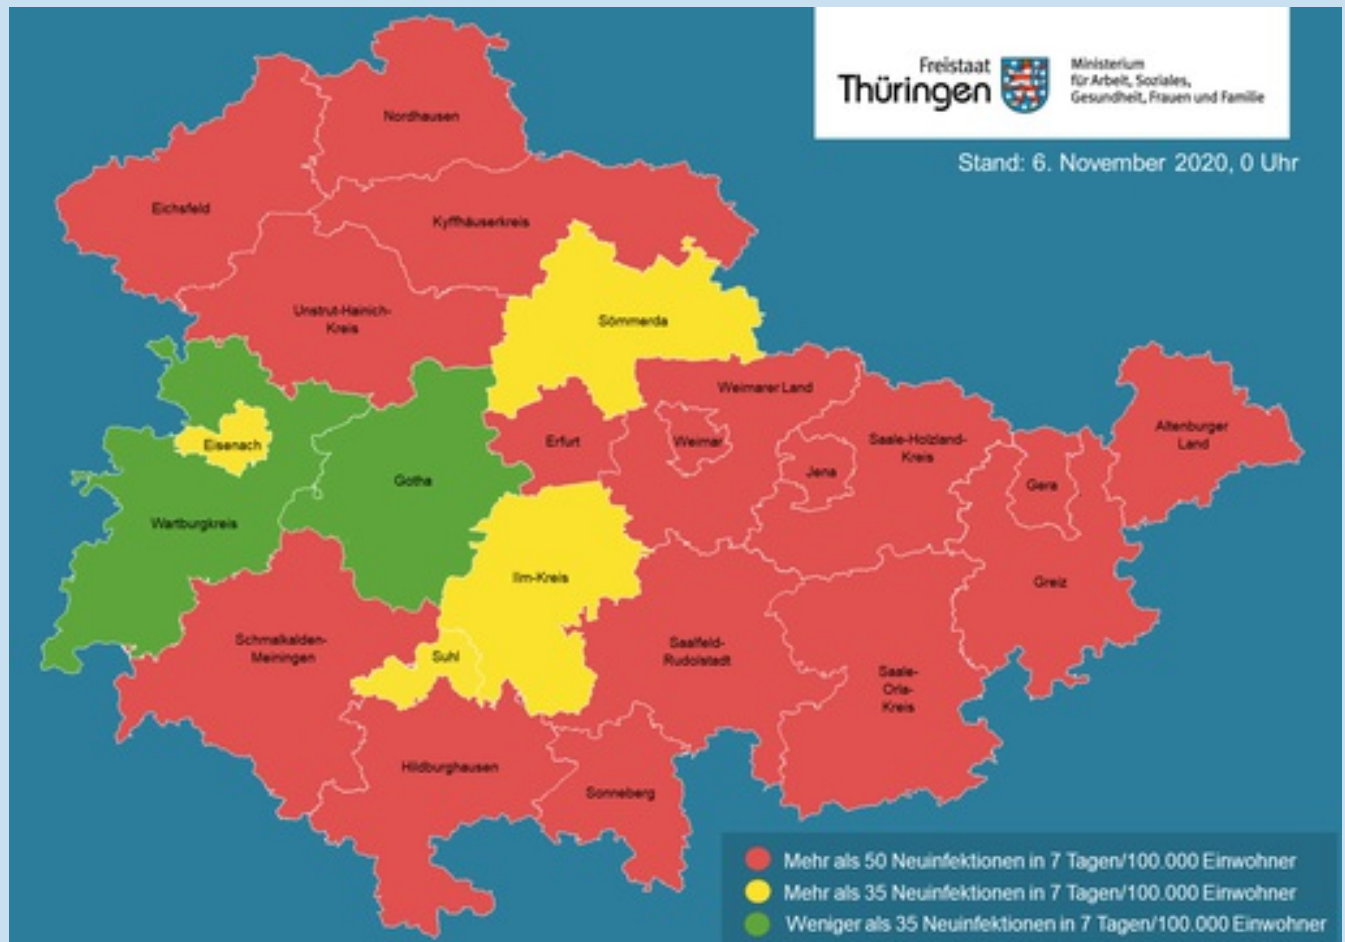 Freistaat
Thüringen
Ministerium
für Arbeit, Soziales,
Gesundheit, Frauen und Familie
Stand: 6. November 2020, 0 Uhr
Nordhausen
Eichsfeld
Kyffhäuserkreis
Unstrut-Hainich-
Kreis
Sömmerda
Weimarer Land
Eisenach
Erfurt
Weimar
Saale-Holzland-
Kreis
Altenburger
Land
Gotha
Jena
Gera
Wartburgkreis
Ilm-Kreis
Greiz
Schmalkalden-
Meiningen
Suhl
Saalfeld-
Rudolstadt
Saale-
Orla-
Kreis
Hildburghausen
Sonneberg
Mehr als 50 Neuinfektionen in 7 Tagen/100.000 Einwohner
Mehr als 35 Neuinfektionen in 7 Tagen/100.000 Einwohner
Weniger als 35 Neuinfektionen in 7 Tagen/100.000 Einwohner